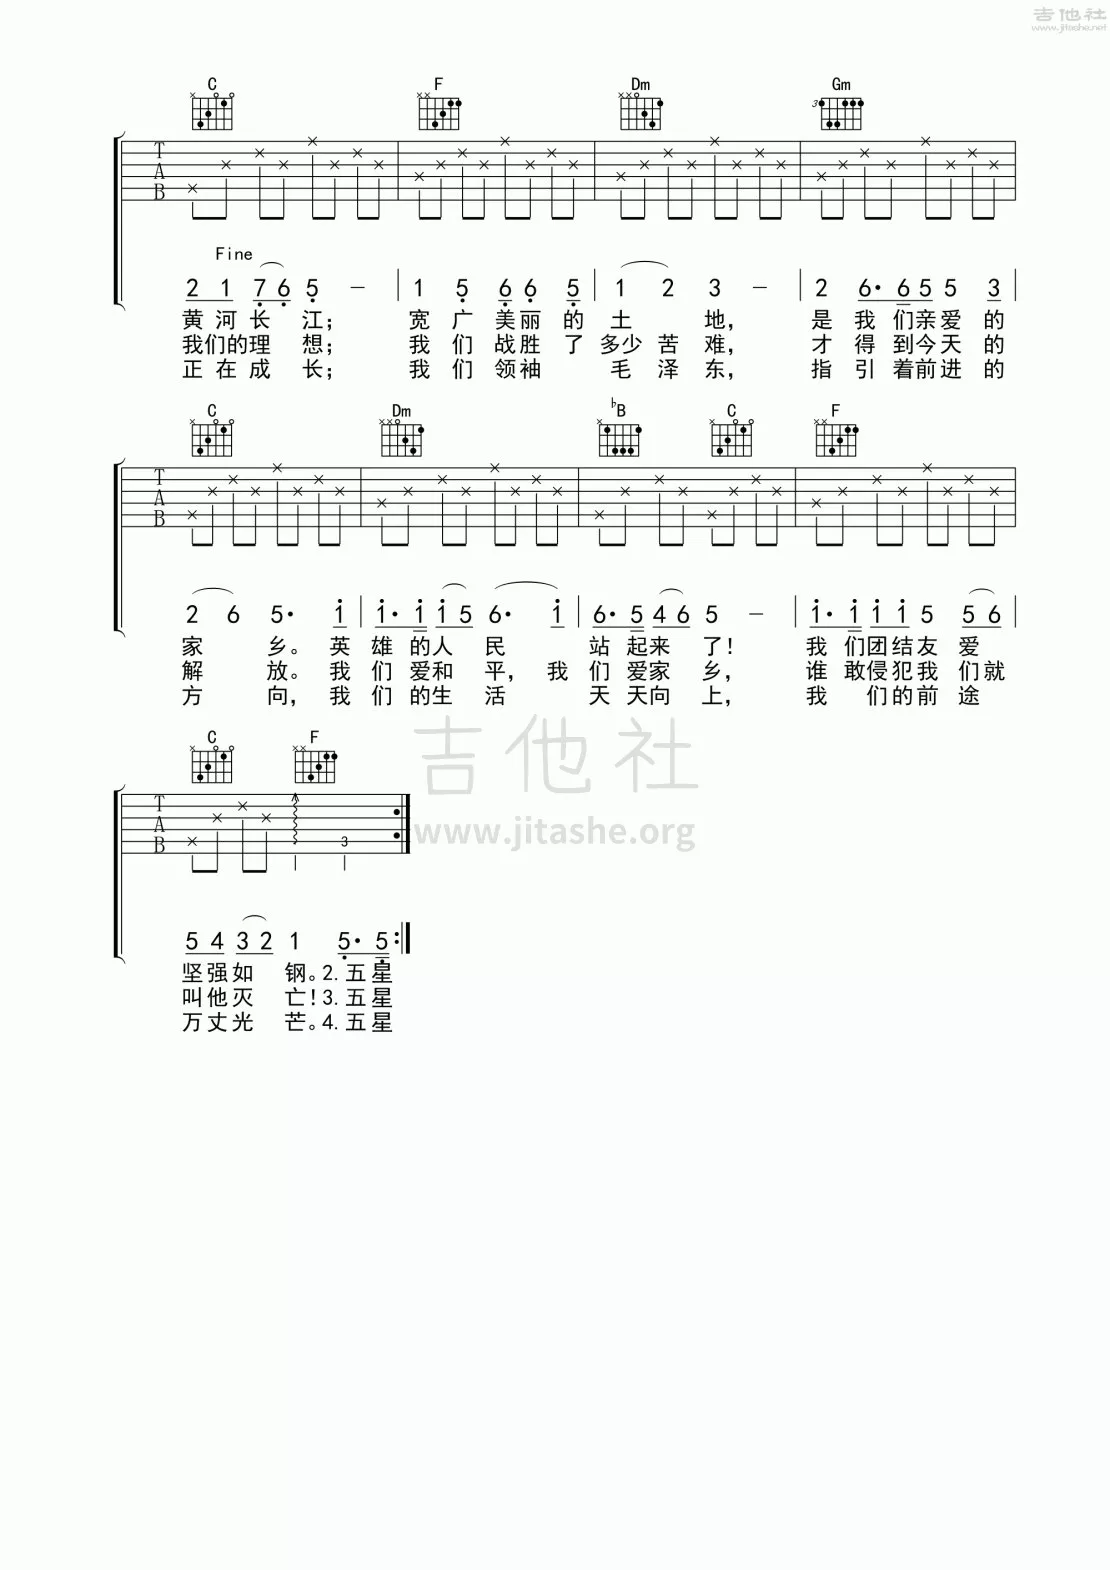 吉他社
www.jitashe.net
C F Dm Gm
3
T
A
B
Fine
2 1 7 6 5 — 1 5 6 6 5 1 2 3 — 2 6· 6 5 5 3
黄河长江；宽广美丽的土地，是我们亲爱的
我们的理想；我们战胜了多少苦难，才得到今天的
正在成长；我们领袖毛泽东，指引着前进的
C Dm ♭B C F
T
A
B
2 6 5· 1 1· 1 1 5 6· 1 6· 5 4 6 5 — 1· 1 1 1 5 5 6
家乡。英雄的人民站起来了！我们团结友爱
解放。我们爱和平，我们爱家乡，谁敢侵犯我们就
方向，我们的生活天天向上，我们的前途
吉他社
www.jitashe.org
C F
T
A
B
3
5 4 3 2 1 5· 5
坚强如钢。2.五星
叫他灭亡！3.五星
万丈光芒。4.五星